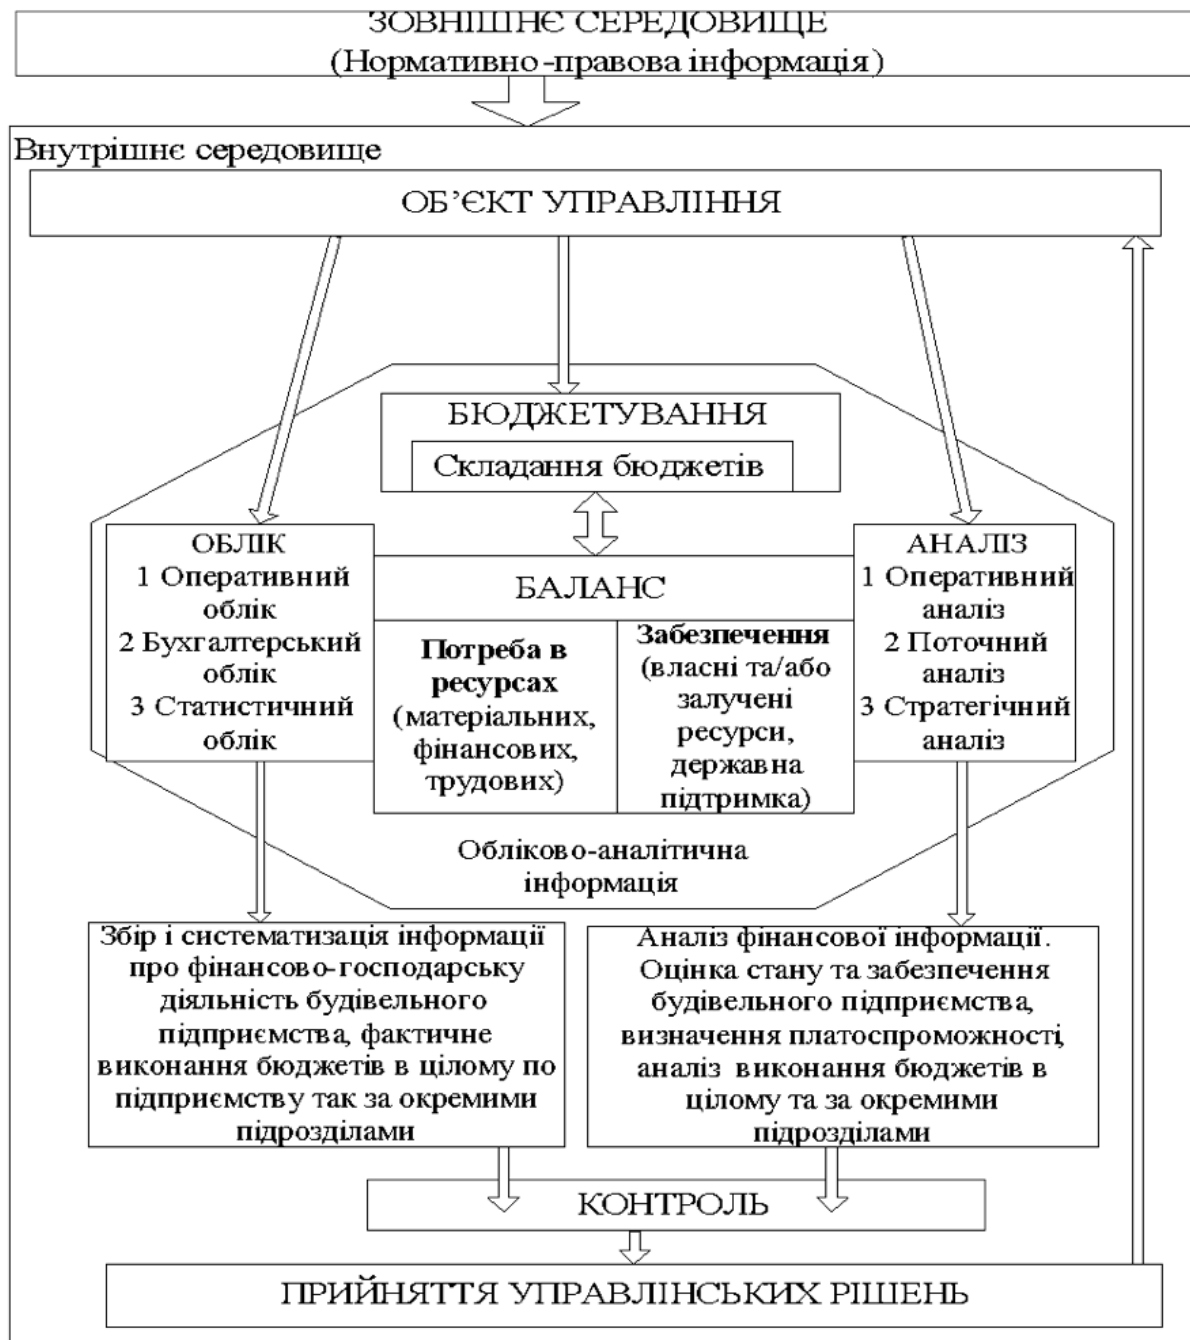 ЗОВНІШНЄ СЕРЕДОВИЩЕ
(Нормативно-правова інформація)
Внутрішнє середовище
ОБ’ЄКТ УПРАВЛІННЯ
БЮДЖЕТУВАННЯ
Складання бюджетів
ОБЛІК
1 Оперативний
облік
2 Бухгалтерський
облік
3 Статистичний
облік
БАЛАНС
Потреба в
ресурсах
(матеріальних,
фінансових,
трудових)
Забезпечення
(власні та/або
залучені
ресурси,
державна
підтримка)
АНАЛІЗ
1 Оперативний
аналіз
2 Поточний
аналіз
3 Стратегічний
аналіз
Обліково-аналітична
інформація
Збір і систематизація інформації
про фінансово-господарську
діяльність будівельного
підприємства, фактичне
виконання бюджетів в цілому по
підприємству так за окремими
підрозділами
Аналіз фінансової інформації.
Оцінка стану та забезпечення
будівельного підприємства,
визначення платоспроможності,
аналіз виконання бюджетів в
цілому та за окремими
підрозділами
КОНТРОЛЬ
ПРИЙНЯТТЯ УПРАВЛІНСЬКИХ РІШЕНЬ